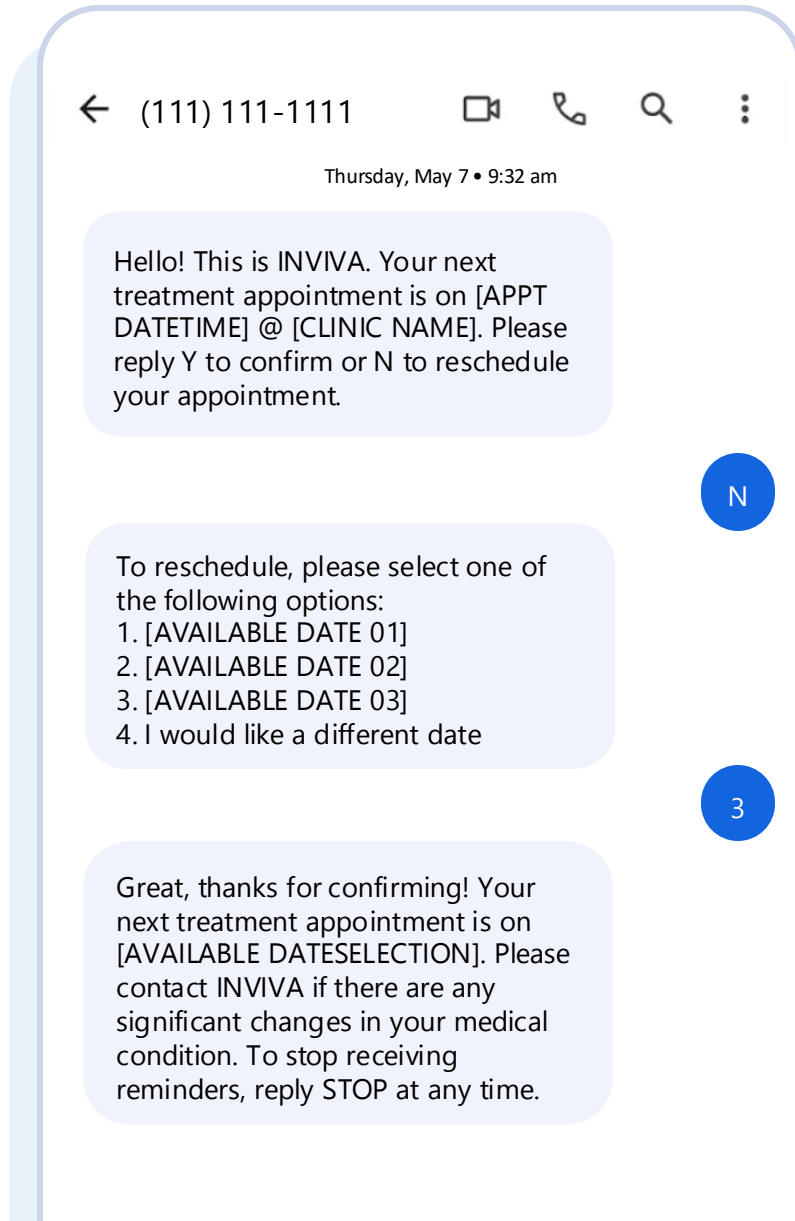 (111) 111-1111
Thursday, May 7 • 9:32 am
Hello! This is INVIVA. Your next
treatment appointment is on [APPT
DATETIME] @ [CLINIC NAME]. Please
reply Y to confirm or N to reschedule
your appointment.
N
To reschedule, please select one of
the following options:
1. [AVAILABLE DATE 01]
2. [AVAILABLE DATE 02]
3. [AVAILABLE DATE 03]
4. I would like a different date
3
Great, thanks for confirming! Your
next treatment appointment is on
[AVAILABLE DATESELECTION]. Please
contact INVIVA if there are any
significant changes in your medical
condition. To stop receiving
reminders, reply STOP at any time.